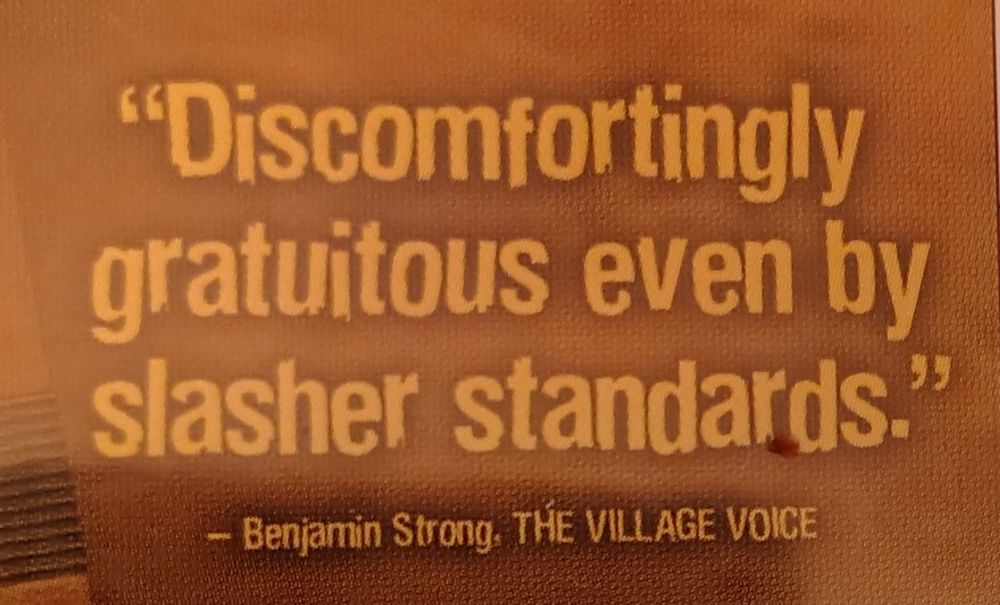 “Discomfortingly
gratuitous even by
slasher standards.”
– Benjamin Strong, THE VILLAGE VOICE